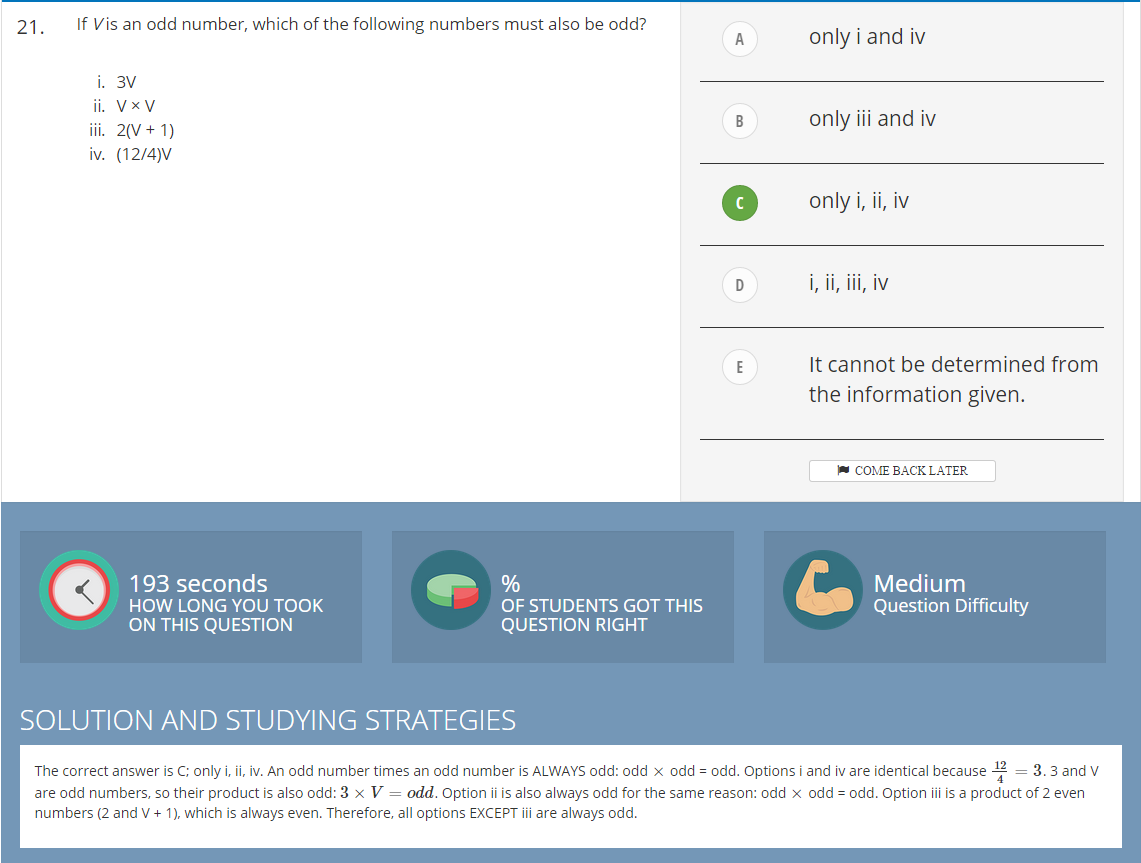 21. If V is an odd number, which of the following numbers must also be odd?
i. 3V
ii. V × V
iii. 2(V + 1)
iv. (12/4)V
A only i and iv
B only iii and iv
C only i, ii, iv
D i, ii, iii, iv
E It cannot be determined from
the information given.
COME BACK LATER
193 seconds
HOW LONG YOU TOOK
ON THIS QUESTION
%
OF STUDENTS GOT THIS
QUESTION RIGHT
Medium
Question Difficulty
SOLUTION AND STUDYING STRATEGIES
The correct answer is C; only i, ii, iv. An odd number times an odd number is ALWAYS odd: odd × odd = odd. Options i and iv are identical because 12/4 = 3. 3 and V
are odd numbers, so their product is also odd: 3 × V = odd. Option ii is also always odd for the same reason: odd × odd = odd. Option iii is a product of 2 even
numbers (2 and V + 1), which is always even. Therefore, all options EXCEPT iii are always odd.